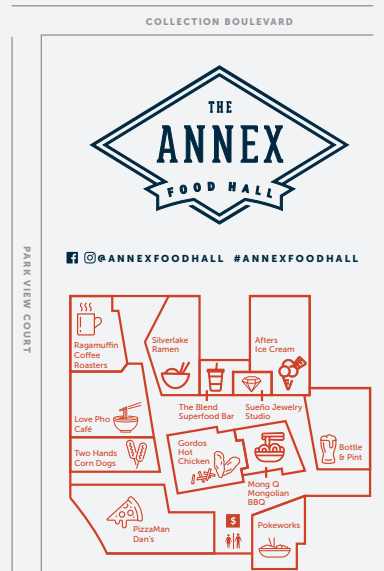 COLLECTION BOULEVARD
PARK VIEW COURT
THE
ANNEX
FOOD HALL
@ANNEXFOODHALL #ANNEXFOODHALL
Ragamuffin
Coffee
Roasters
Silverlake
Ramen
Afters
Ice Cream
The Blend
Superfood Bar
Sueño Jewelry
Studio
Love Pho
Café
Two Hands
Corn Dogs
Gordos
Hot
Chicken
Mong Q
Mongolian
BBQ
Bottle
& Pint
PizzaMan
Dan's
$
Pokeworks